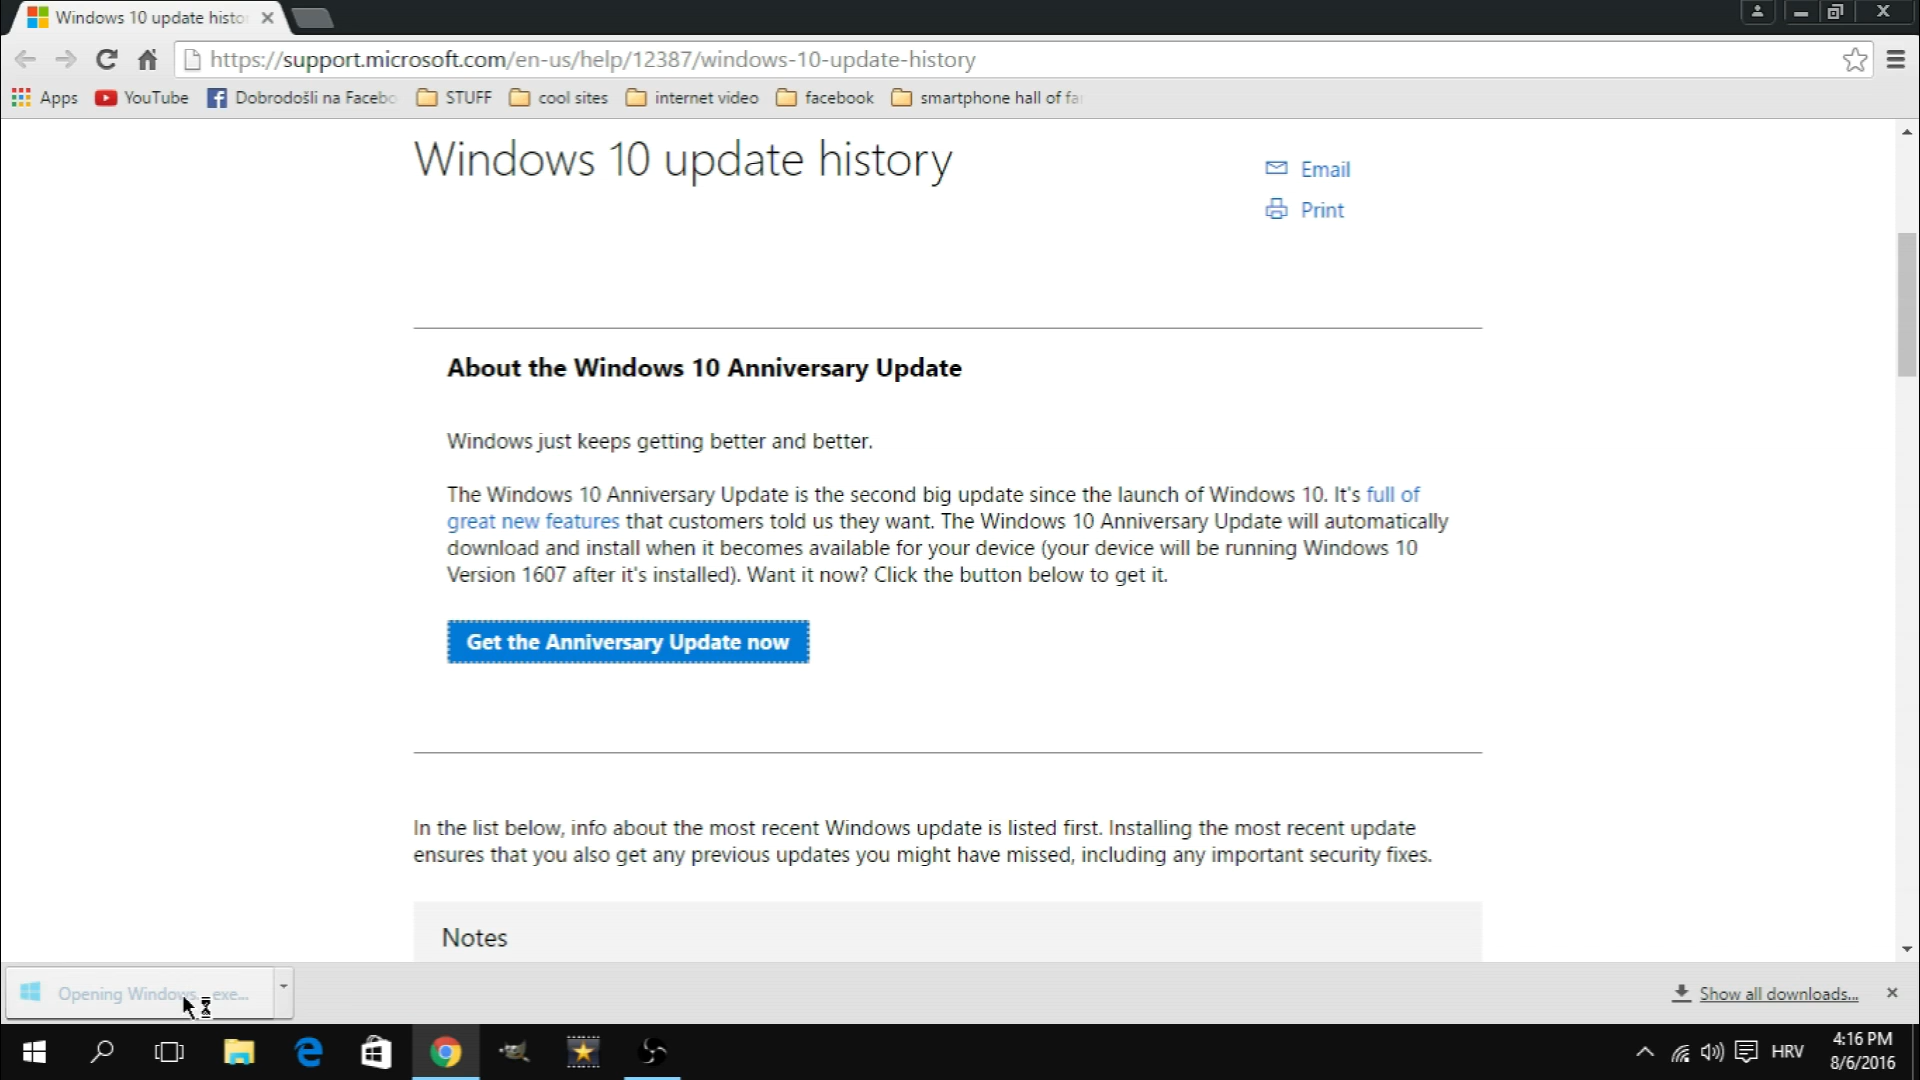 Windows 10 update histo
https://support.microsoft.com/en-us/help/12387/windows-10-update-history
Apps YouTube Dobrodošli na Facebo STUFF cool sites internet video facebook smartphone hall of fa
Windows 10 update history
Email
Print
About the Windows 10 Anniversary Update
Windows just keeps getting better and better.
The Windows 10 Anniversary Update is the second big update since the launch of Windows 10. It's full of
great new features that customers told us they want. The Windows 10 Anniversary Update will automatically
download and install when it becomes available for your device (your device will be running Windows 10
Version 1607 after it's installed). Want it now? Click the button below to get it.
Get the Anniversary Update now
In the list below, info about the most recent Windows update is listed first. Installing the most recent update
ensures that you also get any previous updates you might have missed, including any important security fixes.
Notes
Opening Windows...exe...
Show all downloads...
HRV
4:16 PM
8/6/2016